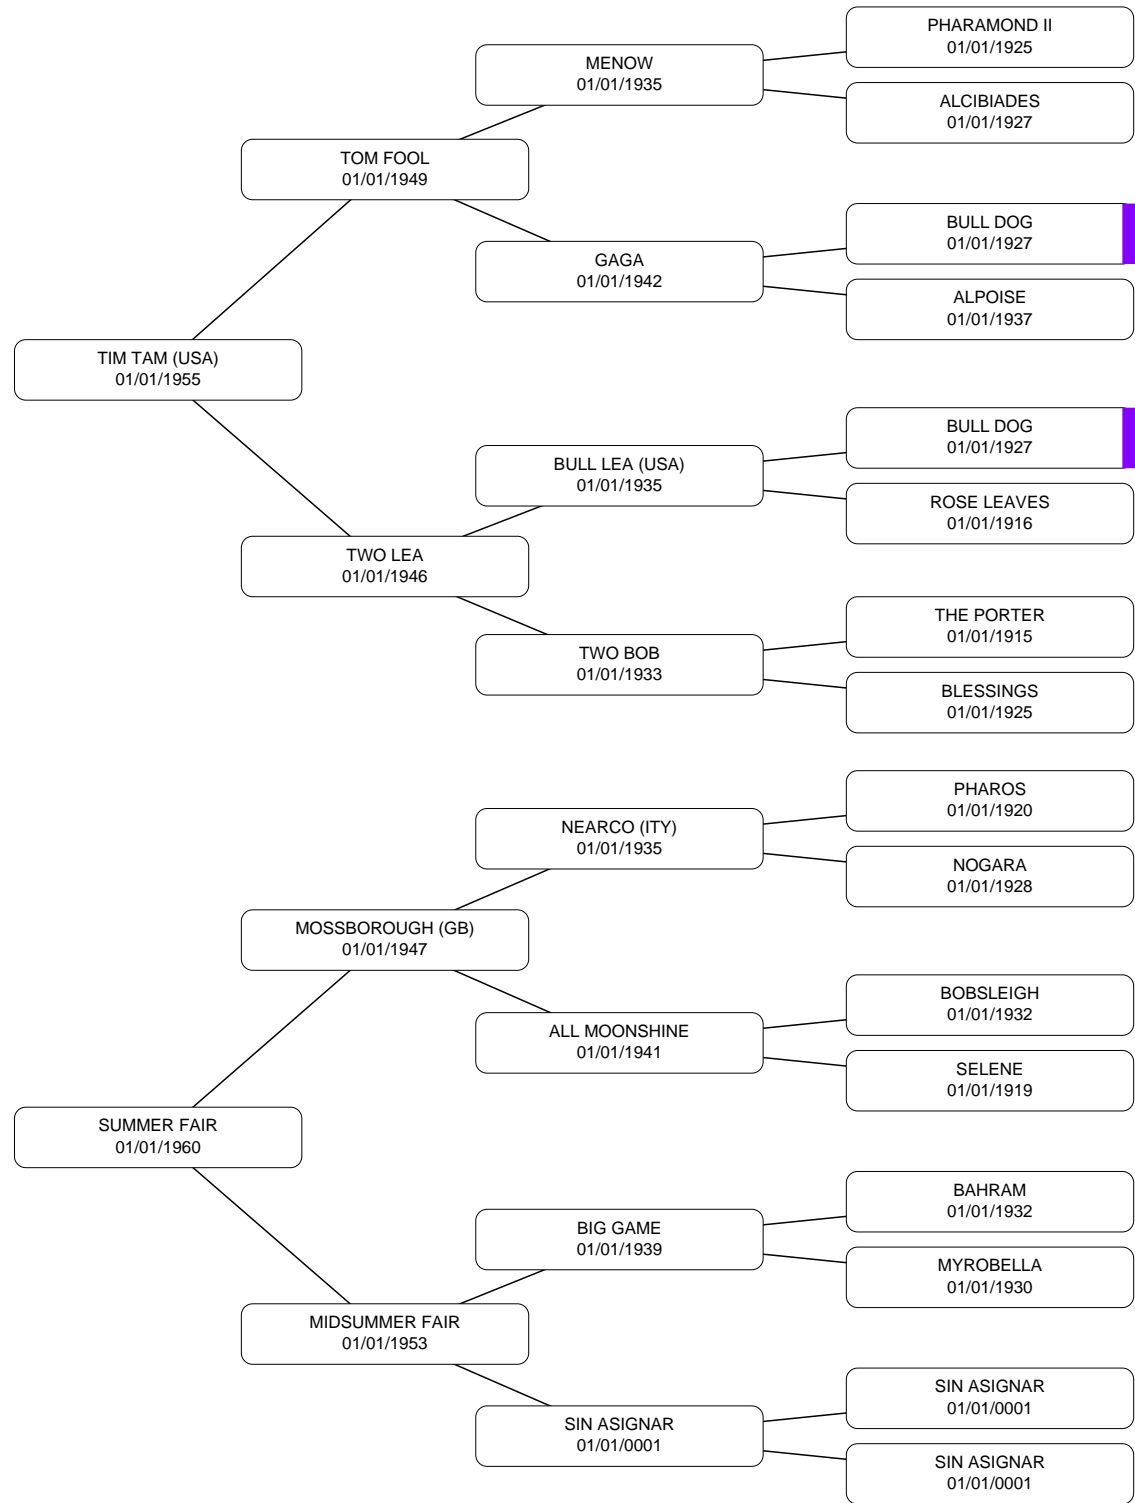 PHARAMOND II
01/01/1925
MENOW
01/01/1935
ALCIBIADES
01/01/1927
TOM FOOL
01/01/1949
BULL DOG
01/01/1927
GAGA
01/01/1942
ALPOISE
01/01/1937
TIM TAM (USA)
01/01/1955
BULL DOG
01/01/1927
BULL LEA (USA)
01/01/1935
ROSE LEAVES
01/01/1916
TWO LEA
01/01/1946
THE PORTER
01/01/1915
TWO BOB
01/01/1933
BLESSINGS
01/01/1925
PHAROS
01/01/1920
NEARCO (ITY)
01/01/1935
NOGARA
01/01/1928
MOSSBOROUGH (GB)
01/01/1947
BOBSLEIGH
01/01/1932
ALL MOONSHINE
01/01/1941
SELENE
01/01/1919
SUMMER FAIR
01/01/1960
BAHRAM
01/01/1932
BIG GAME
01/01/1939
MYROBELLA
01/01/1930
MIDSUMMER FAIR
01/01/1953
SIN ASIGNAR
01/01/0001
SIN ASIGNAR
01/01/0001
SIN ASIGNAR
01/01/0001